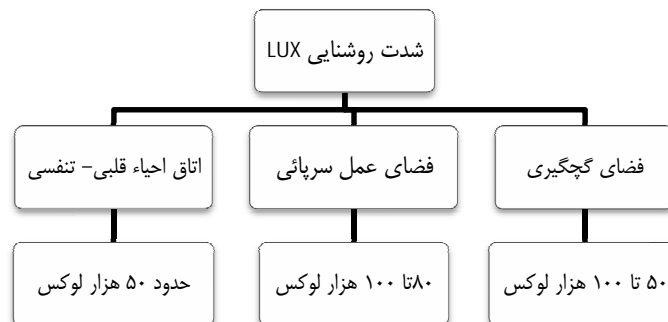 شدت روشنایی LUX
فضای گچگیری
فضای عمل سرپائی
اتاق احیاء قلبی- تنفسی
۵۰ تا ۱۰۰ هزار لوکس
۸۰تا ۱۰۰ هزار لوکس
حدود ۵۰ هزار لوکس